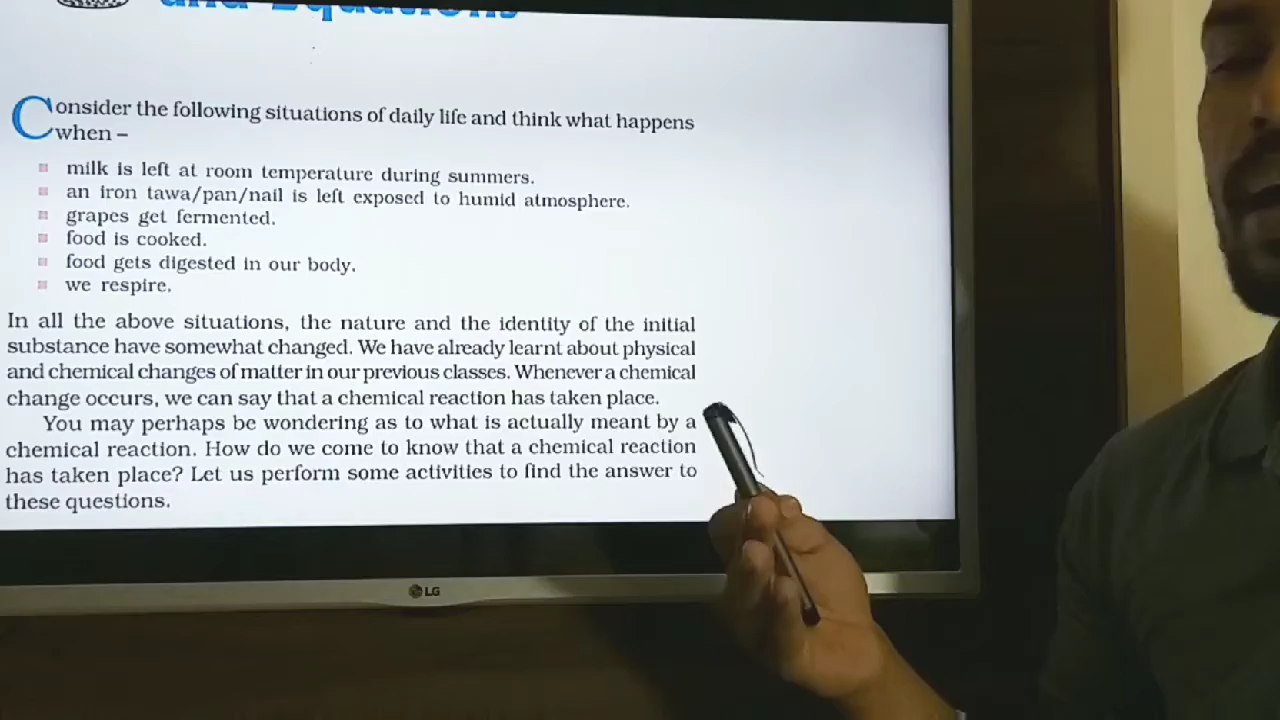 and Equations
Consider the following situations of daily life and think what happens
when –
milk is left at room temperature during summers.
an iron tawa/pan/nail is left exposed to humid atmosphere.
grapes get fermented.
food is cooked.
food gets digested in our body.
we respire.
In all the above situations, the nature and the identity of the initial
substance have somewhat changed. We have already learnt about physical
and chemical changes of matter in our previous classes. Whenever a chemical
change occurs, we can say that a chemical reaction has taken place.
You may perhaps be wondering as to what is actually meant by a
chemical reaction. How do we come to know that a chemical reaction
has taken place? Let us perform some activities to find the answer to
these questions.
LG